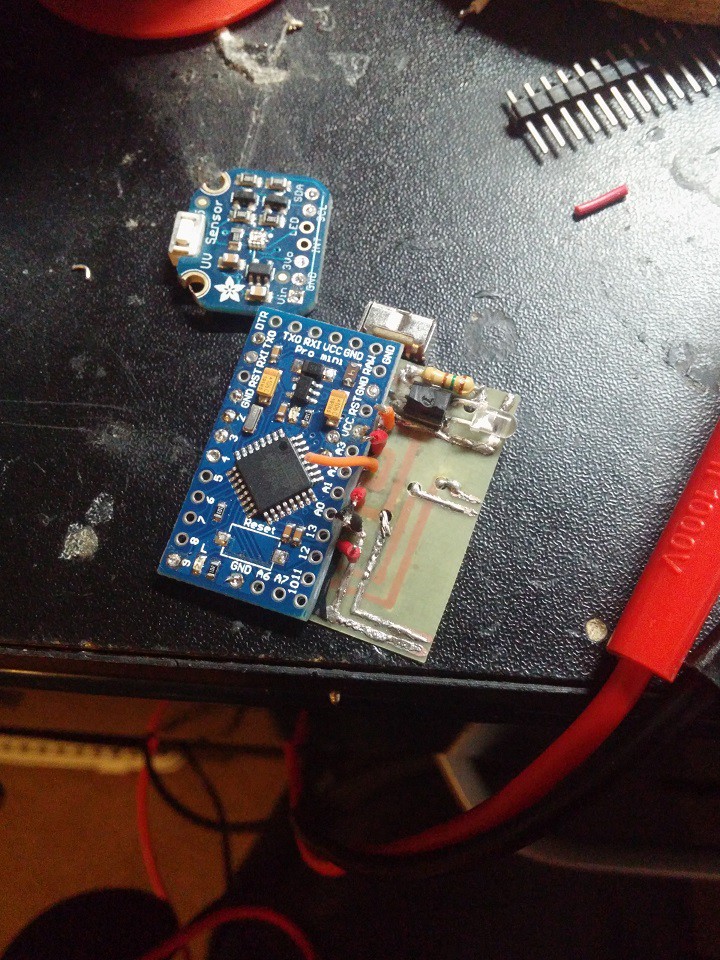 UV Sensor
SDA
SCL
LED
INT
3Vo
GND
Vin
DTR
TXO
RXI
VCC
GND
GND
TXO
RXI
RST
GND
2
3
4
5
6
7
8
9
Pro mini
RAW
GND
RST
VCC
A3
A2
A1
A0
13
12
11
10
Reset
L
GND
A6
A7
1000V